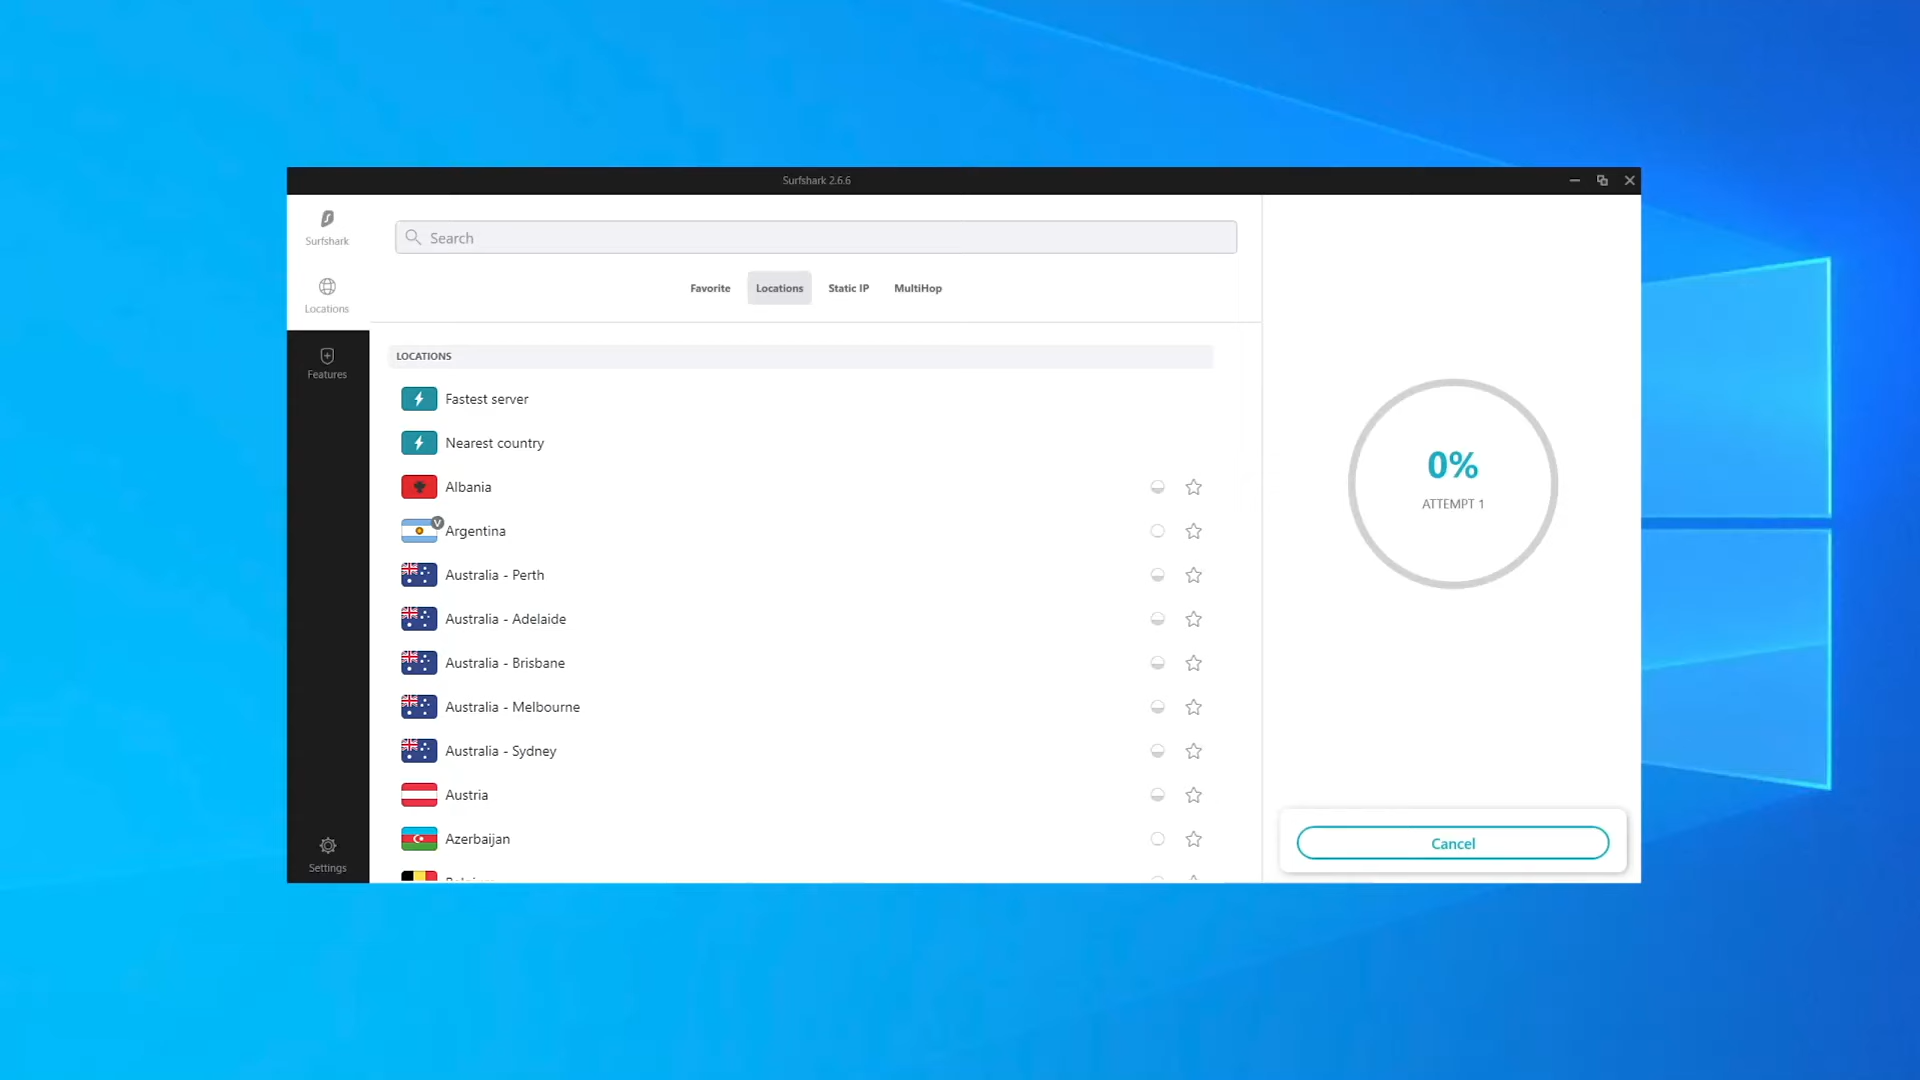 Surfshark 2.6.6
Surfshark
Search
Locations
Favorite
Locations
Static IP
MultiHop
LOCATIONS
Features
Fastest server
Nearest country
Albania
V
Argentina
Australia - Perth
Australia - Adelaide
Australia - Brisbane
Australia - Melbourne
Australia - Sydney
Austria
Azerbaijan
Settings
0%
ATTEMPT 1
Cancel